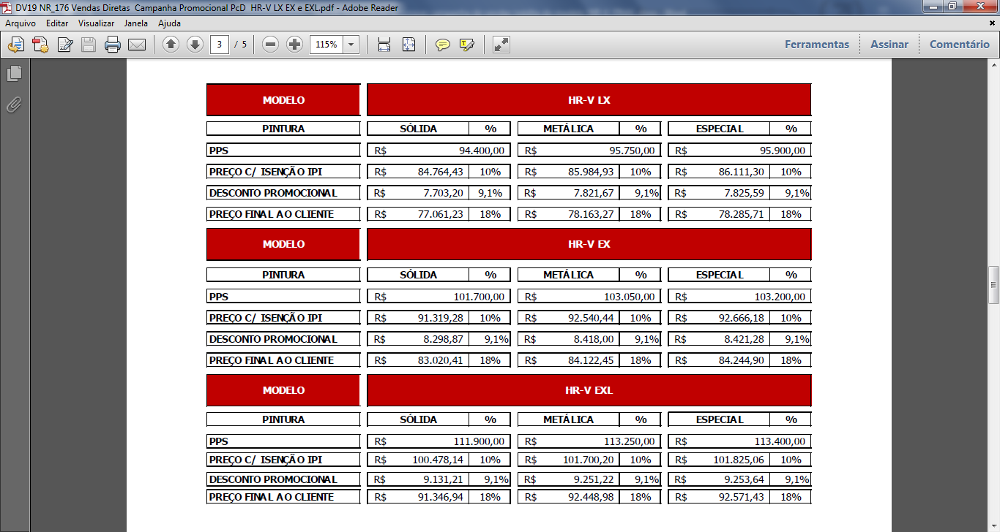 DV19 NR_176 Vendas Diretas  Campanha Promocional PcD  HR-V LX EX e EXL.pdf - Adobe Reader
Arquivo Editar Visualizar Janela Ajuda
3 / 5 115% Ferramentas Assinar Comentário
MODELO HR-V LX
PINTURA SÓLIDA % METÁLICA % ESPECIAL %
PPS R$ 94.400,00 R$ 95.750,00 R$ 95.900,00
PREÇO C/ ISENÇÃO IPI R$ 84.764,43 10% R$ 85.984,93 10% R$ 86.111,30 10%
DESCONTO PROMOCIONAL R$ 7.703,20 9,1% R$ 7.821,67 9,1% R$ 7.825,59 9,1%
PREÇO FINAL AO CLIENTE R$ 77.061,23 18% R$ 78.163,27 18% R$ 78.285,71 18%
MODELO HR-V EX
PINTURA SÓLIDA % METÁLICA % ESPECIAL %
PPS R$ 101.700,00 R$ 103.050,00 R$ 103.200,00
PREÇO C/ ISENÇÃO IPI R$ 91.319,28 10% R$ 92.540,44 10% R$ 92.666,18 10%
DESCONTO PROMOCIONAL R$ 8.298,87 9,1% R$ 8.418,00 9,1% R$ 8.421,28 9,1%
PREÇO FINAL AO CLIENTE R$ 83.020,41 18% R$ 84.122,45 18% R$ 84.244,90 18%
MODELO HR-V EXL
PINTURA SÓLIDA % METÁLICA % ESPECIAL %
PPS R$ 111.900,00 R$ 113.250,00 R$ 113.400,00
PREÇO C/ ISENÇÃO IPI R$ 100.478,14 10% R$ 101.700,20 10% R$ 101.825,06 10%
DESCONTO PROMOCIONAL R$ 9.131,21 9,1% R$ 9.251,22 9,1% R$ 9.253,64 9,1%
PREÇO FINAL AO CLIENTE R$ 91.346,94 18% R$ 92.448,98 18% R$ 92.571,43 18%